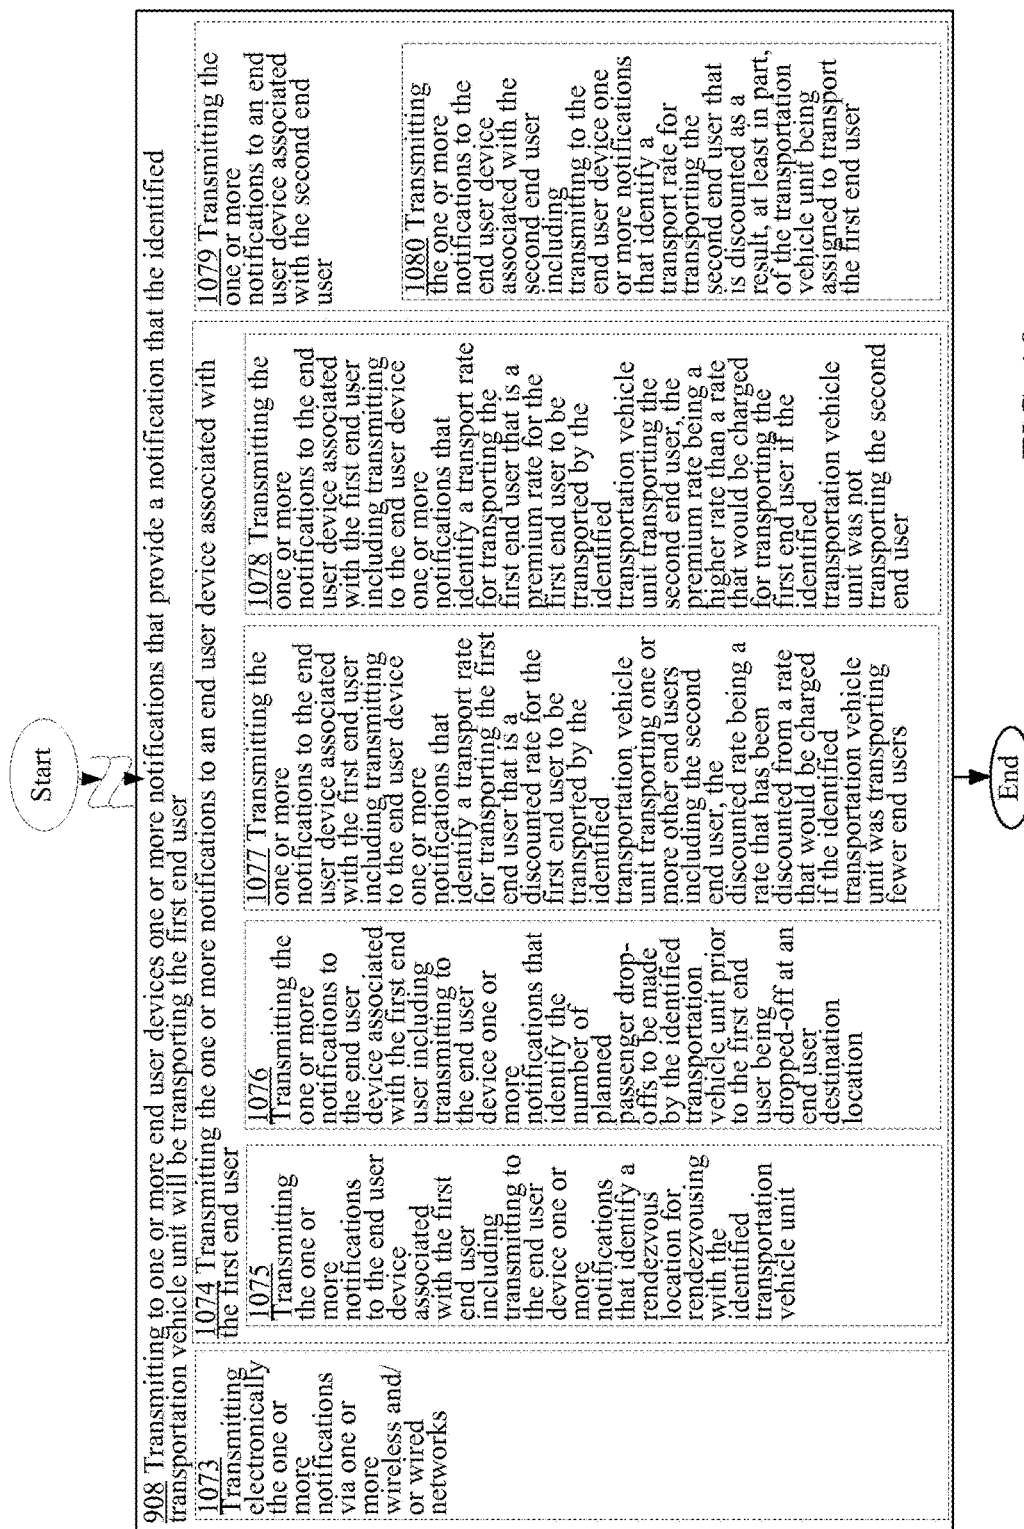 Start
908 Transmitting to one or more end user devices one or more notifications that provide a notification that the identified
transportation vehicle unit will be transporting the first end user
1073
Transmitting
electronically
the one or
more
notifications
via one or
more
wireless and/
or wired
networks
1074 Transmitting the one or more notifications to an end user device associated with
the first end user
1075
Transmitting
the one or
more
notifications
to the end user
device
associated
with the first
end user
including
transmitting to
the end user
device one or
more
notifications
that identify a
rendezvous
location for
rendezvousing
with the
identified
transportation
vehicle unit
1076
Transmitting the
one or more
notifications to
the end user
device associated
with the first end
user including
transmitting to
the end user
device one or
more
notifications that
identify the
number of
planned
passenger drop-
offs to be made
by the identified
transportation
vehicle unit prior
to the first end
user being
dropped-off at an
end user
destination
location
1077 Transmitting the
one or more
notifications to the end
user device associated
with the first end user
including transmitting
to the end user device
one or more
notifications that
identify a transport rate
for transporting the first
end user that is a
discounted rate for the
first end user to be
transported by the
identified
transportation vehicle
unit transporting one or
more other end users
including the second
end user, the
discounted rate being a
rate that has been
discounted from a rate
that would be charged
if the identified
transportation vehicle
unit was transporting
fewer end users
1078 Transmitting the
one or more
notifications to the end
user device associated
with the first end user
including transmitting
to the end user device
one or more
notifications that
identify a transport rate
for transporting the
first end user that is a
premium rate for the
first end user to be
transported by the
identified
transportation vehicle
unit transporting the
second end user, the
premium rate being a
higher rate than a rate
that would be charged
for transporting the
first end user if the
identified
transportation vehicle
unit was not
transporting the second
end user
1079 Transmitting the
one or more
notifications to an end
user device associated
with the second end
user
1080 Transmitting
the one or more
notifications to the
end user device
associated with the
second end user
including
transmitting to the
end user device one
or more notifications
that identify a
transport rate for
transporting the
second end user that
is discounted as a
result, at least in part,
of the transportation
vehicle unit being
assigned to transport
the first end user
End